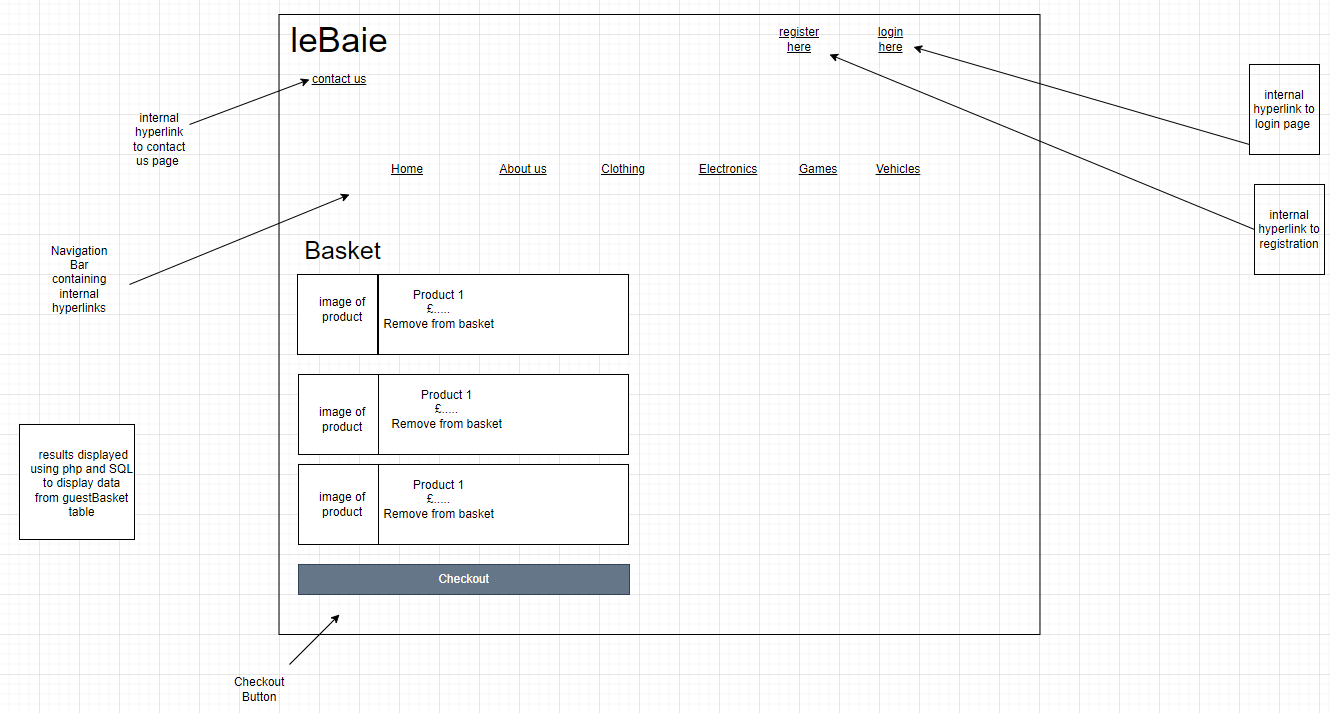 leBaie
register
here
login
here
contact us
internal
hyperlink
to contact
us page
internal
hyperlink to
login page
Home
About us
Clothing
Electronics
Games
Vehicles
internal
hyperlink to
registration
Navigation
Bar
containing
internal
hyperlinks
Basket
image of
product
Product 1
£.....
Remove from basket
image of
product
Product 1
£.....
Remove from basket
results displayed
using php and SQL
to display data
from guestBasket
table
image of
product
Product 1
£.....
Remove from basket
Checkout
Checkout
Button